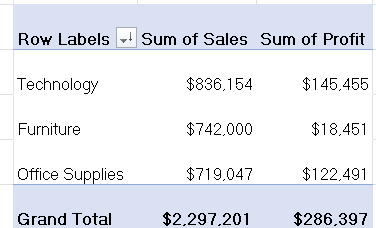 Row Labels Sum of Sales Sum of Profit
Technology $836,154 $145,455
Furniture $742,000 $18,451
Office Supplies $719,047 $122,491
Grand Total $2,297,201 $286,397